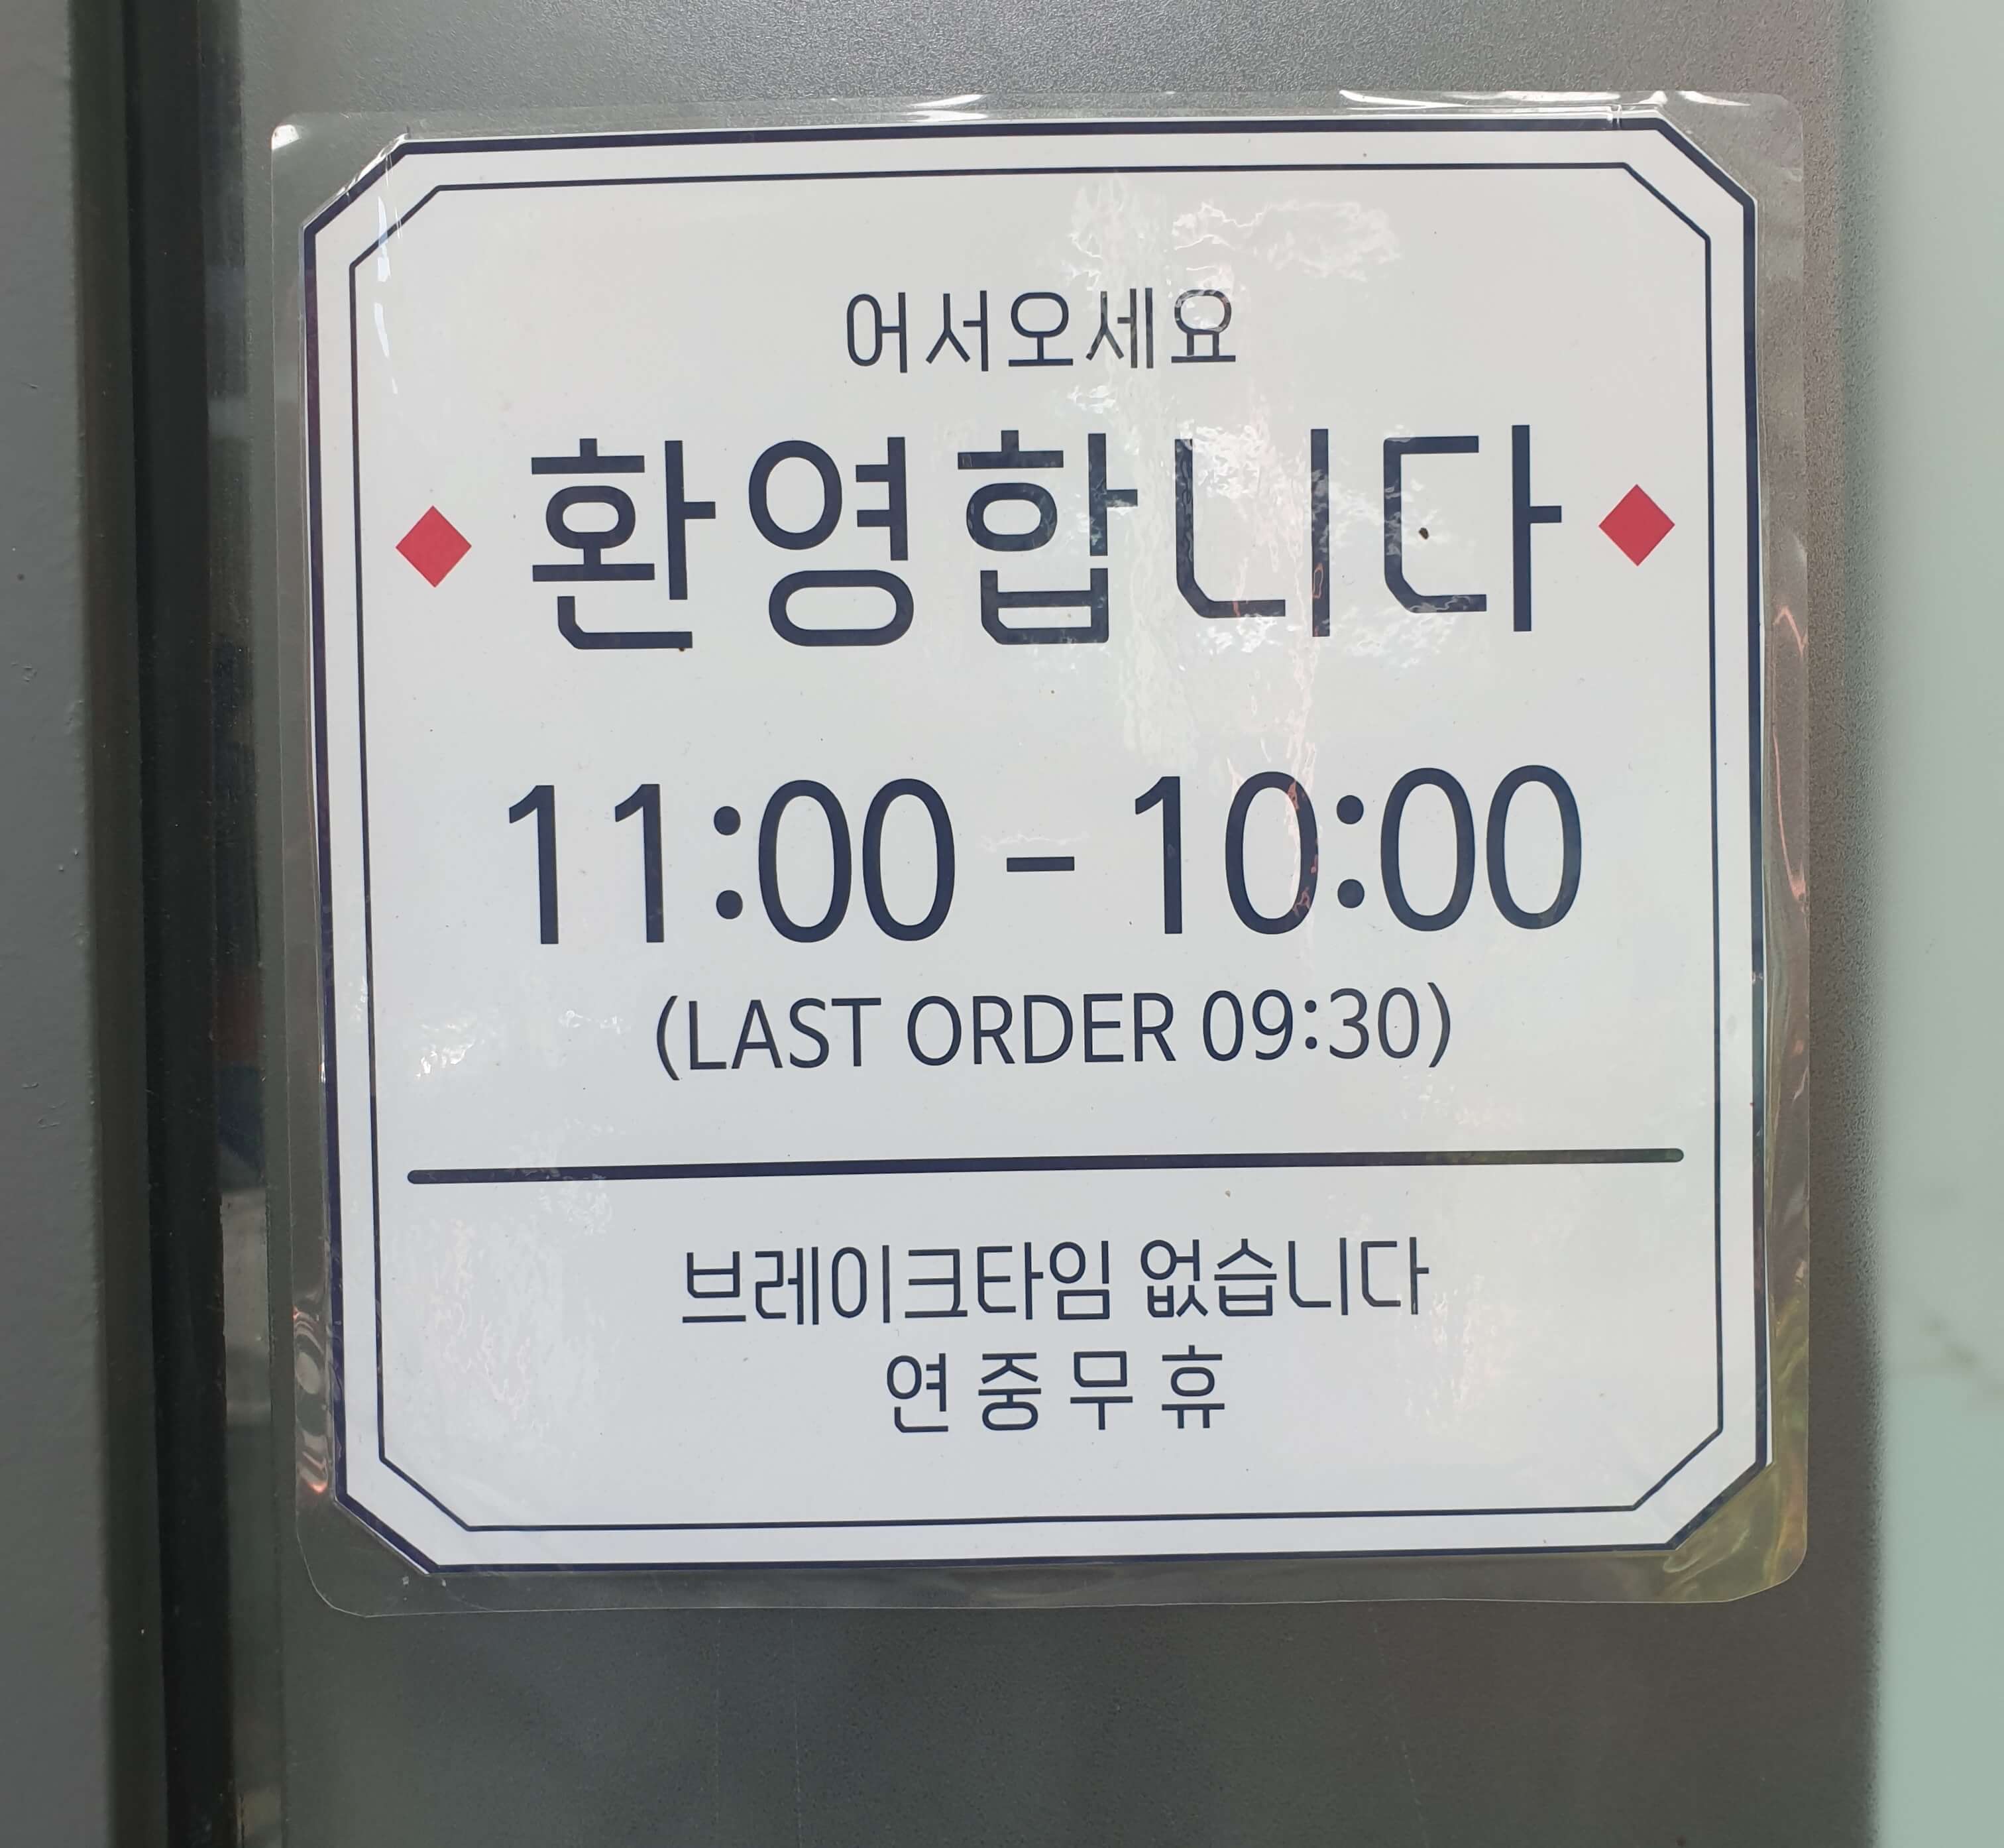 어서오세요
환영합니다
11:00 - 10:00
(LAST ORDER 09:30)
브레이크타임 없습니다
연중무휴